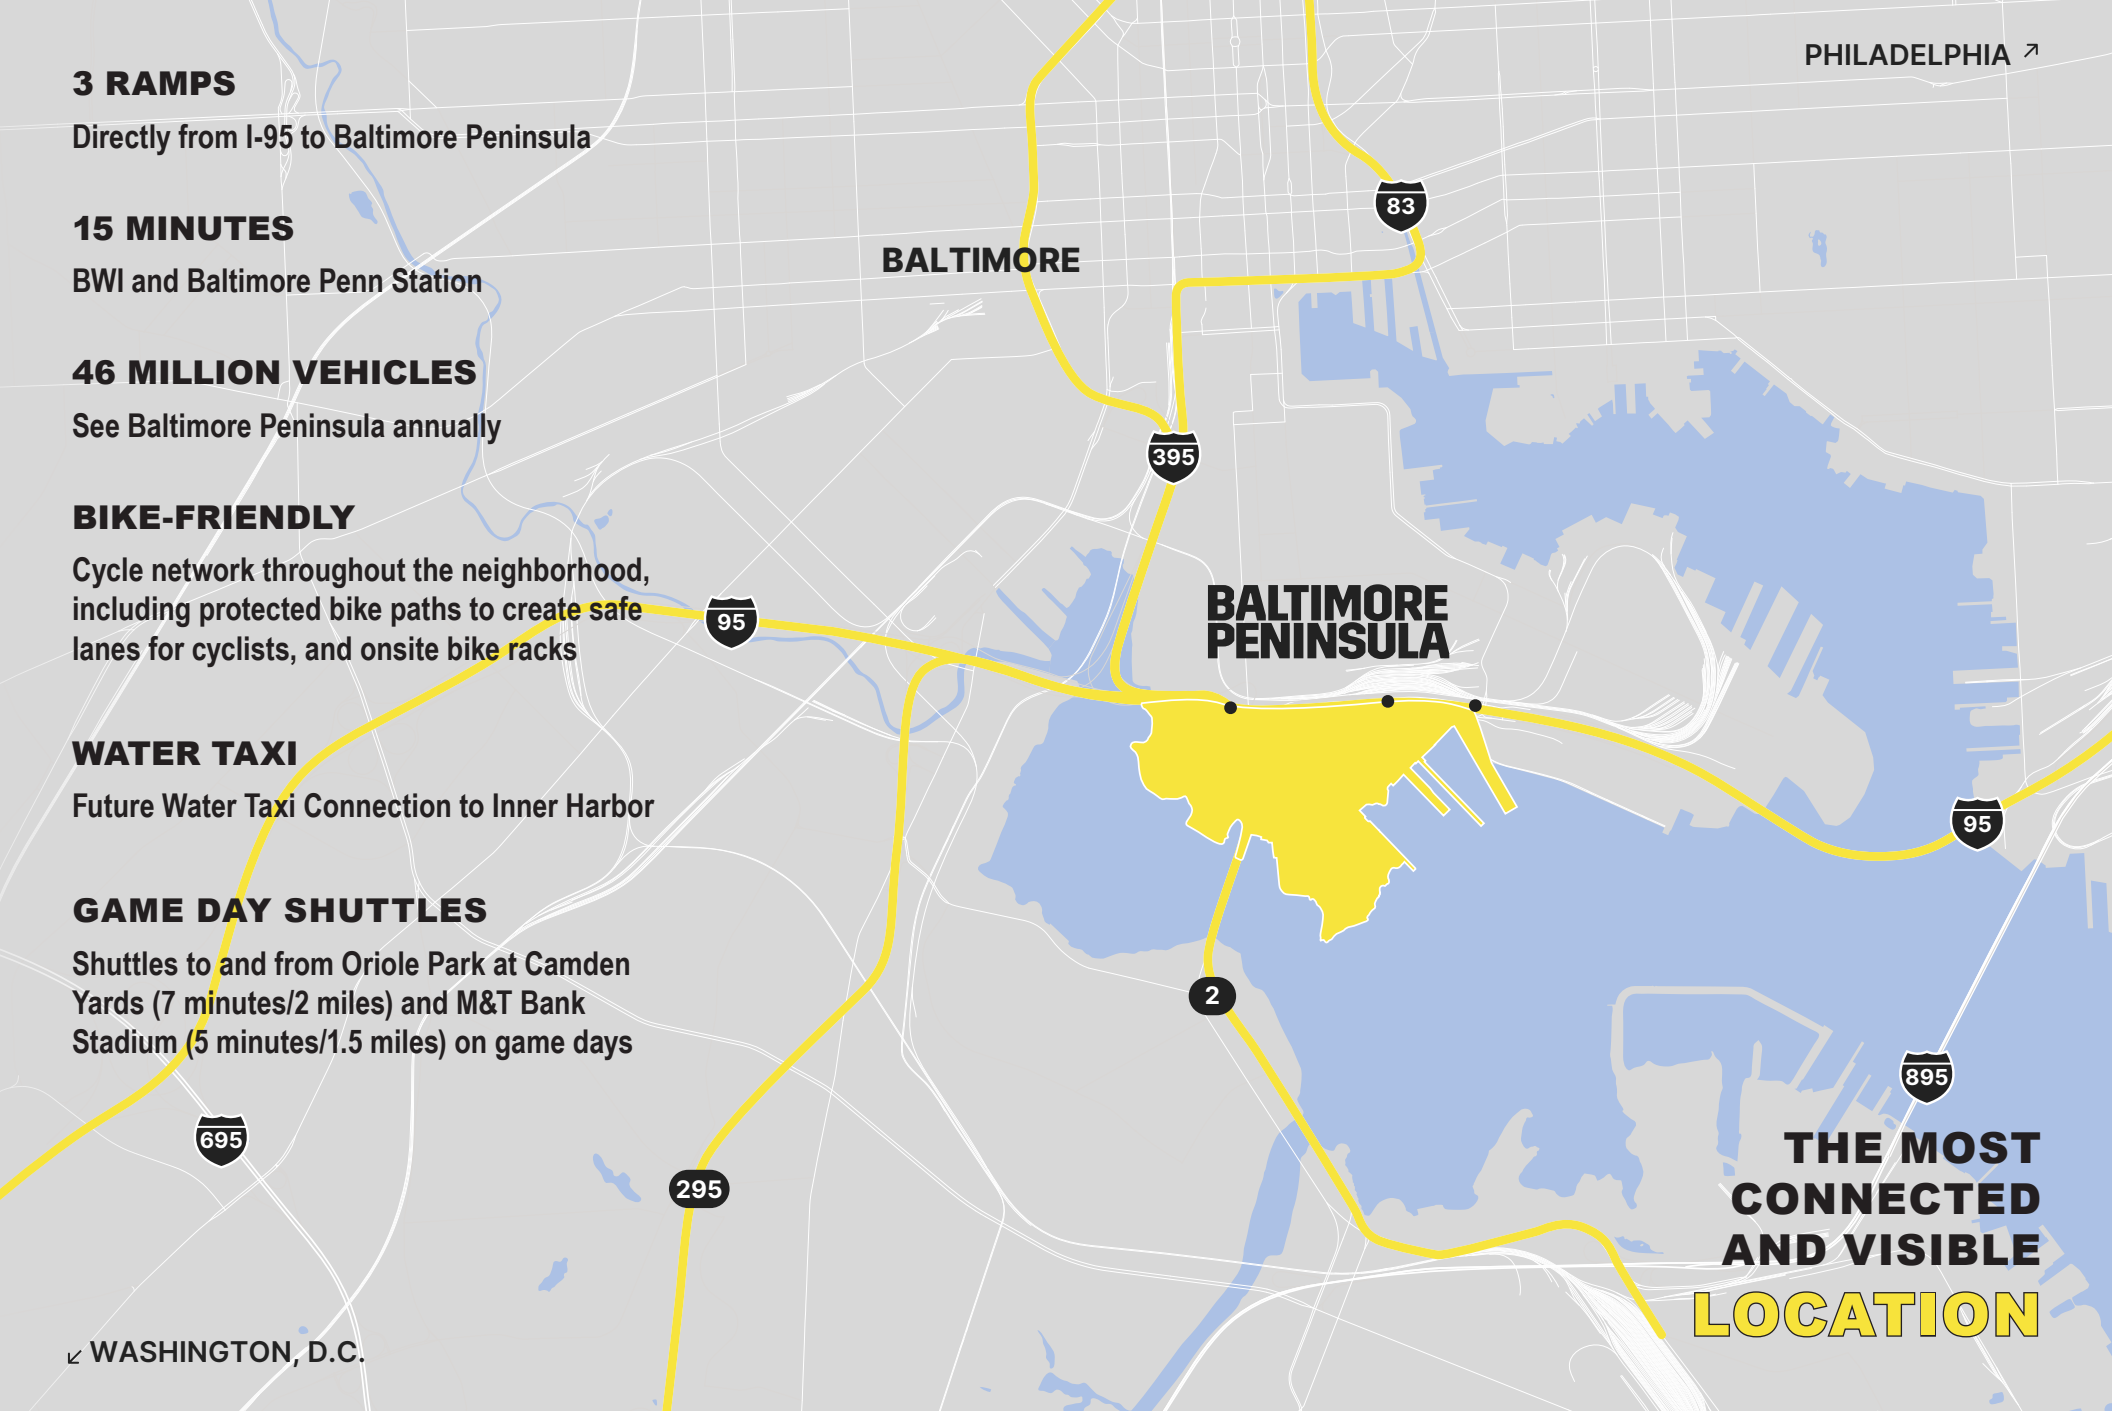 3 RAMPS
Directly from I-95 to Baltimore Peninsula
15 MINUTES
BWI and Baltimore Penn Station
46 MILLION VEHICLES
See Baltimore Peninsula annually
BIKE-FRIENDLY
Cycle network throughout the neighborhood,
including protected bike paths to create safe
lanes for cyclists, and onsite bike racks
WATER TAXI
Future Water Taxi Connection to Inner Harbor
GAME DAY SHUTTLES
Shuttles to and from Oriole Park at Camden
Yards (7 minutes/2 miles) and M&T Bank
Stadium (5 minutes/1.5 miles) on game days
PHILADELPHIA ↗
83
BALTIMORE
395
BALTIMORE
PENINSULA
95
95
2
895
695
295
↙ WASHINGTON, D.C.
THE MOST
CONNECTED
AND VISIBLE
LOCATION